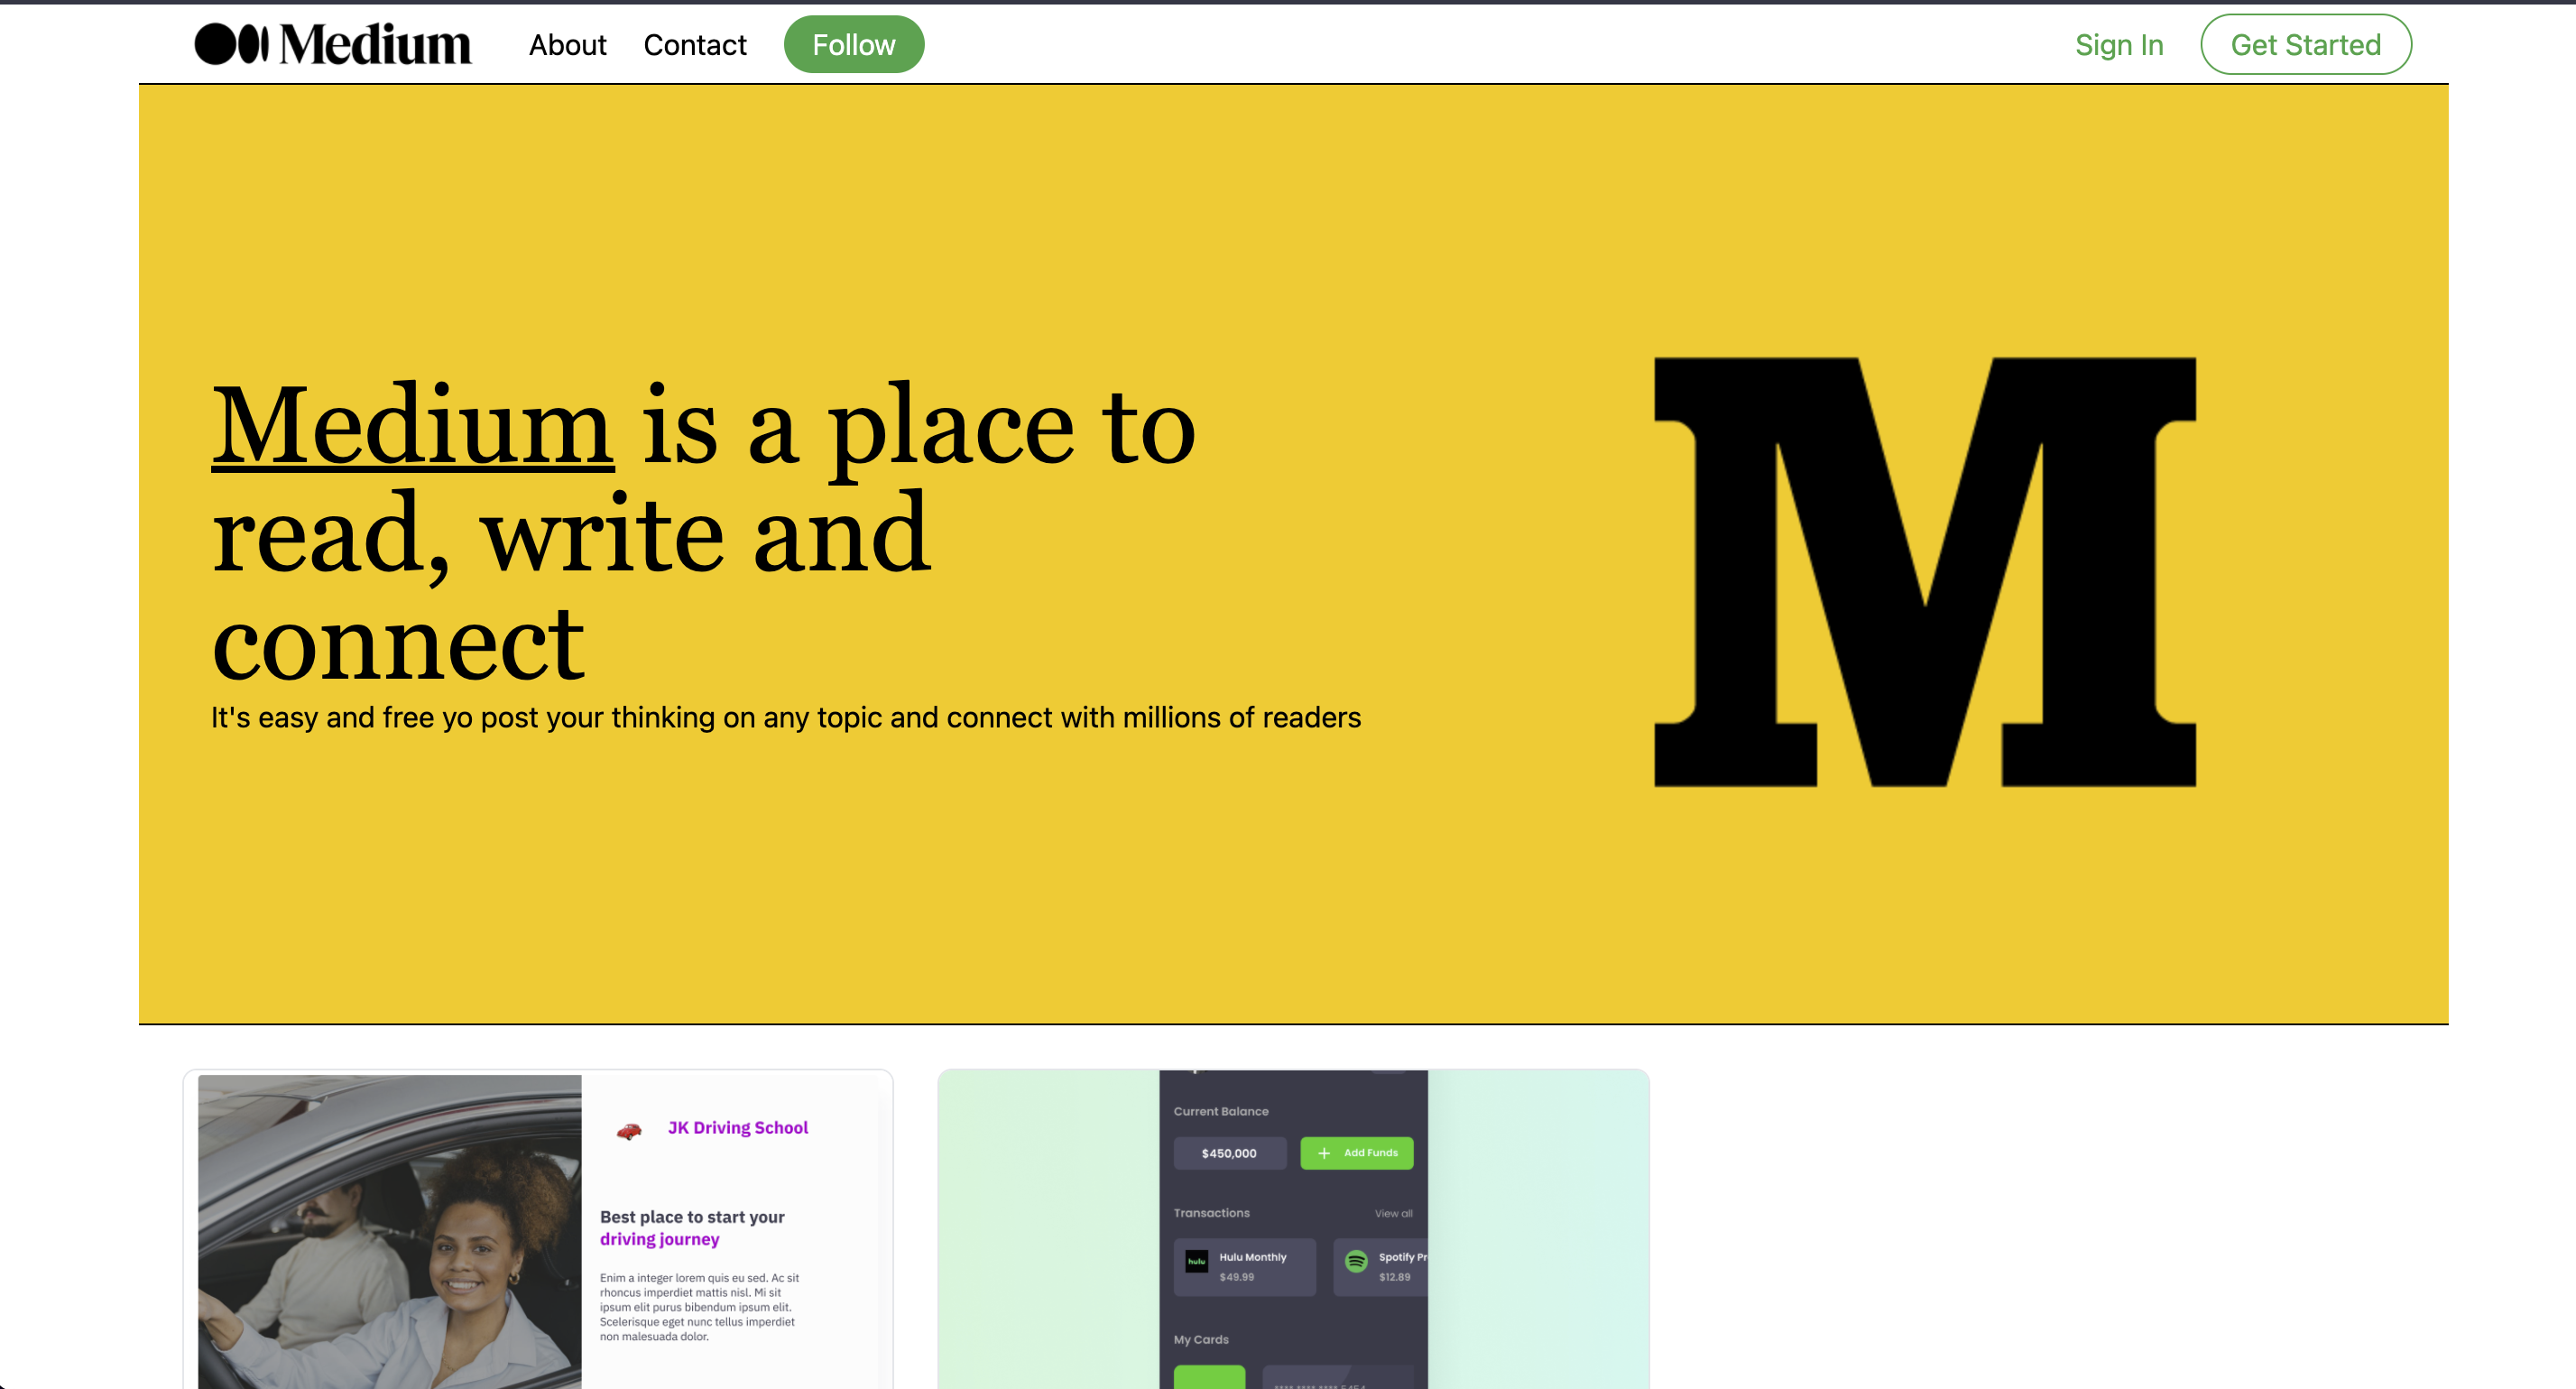 Medium
About
Contact
Follow
Sign In
Get Started
Medium is a place to
read, write and
connect
It's easy and free yo post your thinking on any topic and connect with millions of readers
M
JK Driving School
Best place to start your
driving journey
Enim a integer lorem quis eu sed. Ac sit
rhoncus imperdiet mattis nisl. Mi sit
ipsum elit purus bibendum ipsum elit.
Scelerisque eget nunc tellus imperdiet
non malesuada dolor.
Current Balance
$450,000
+ Add Funds
Transactions
View all
hulu
Hulu Monthly
$49.99
Spotify Pr
$12.89
My Cards